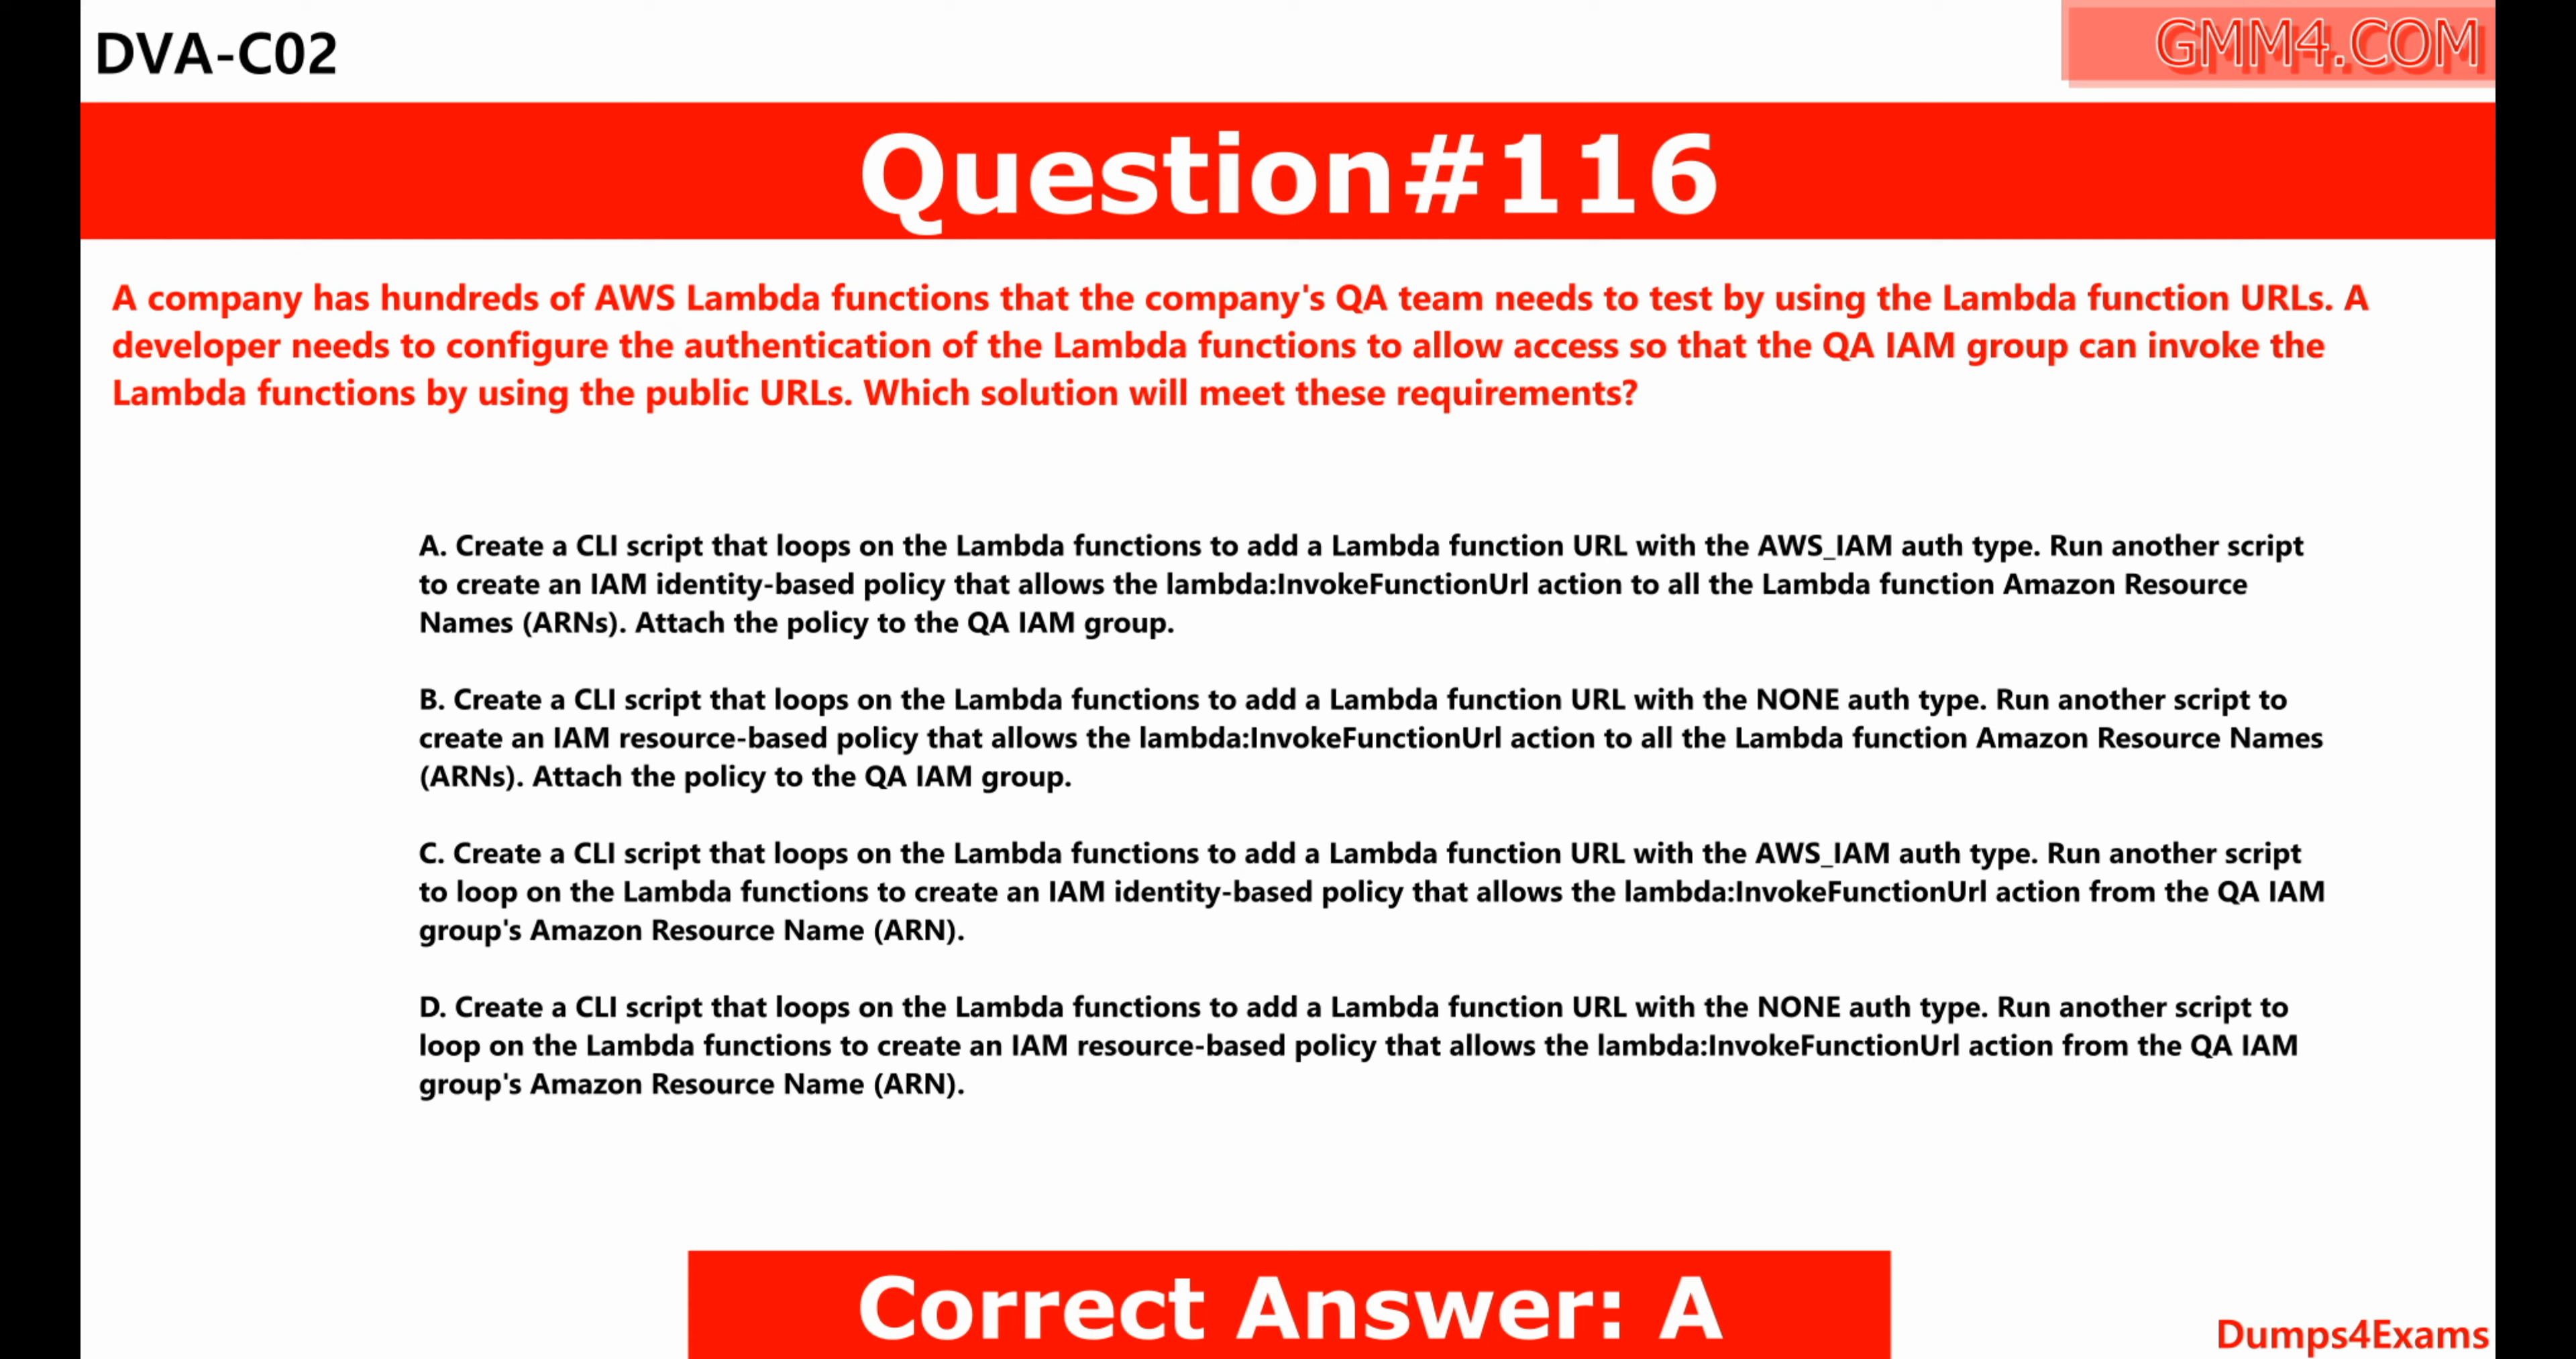 DVA-C02
GMM4.COM
Question#116
A company has hundreds of AWS Lambda functions that the company's QA team needs to test by using the Lambda function URLs. A
developer needs to configure the authentication of the Lambda functions to allow access so that the QA IAM group can invoke the
Lambda functions by using the public URLs. Which solution will meet these requirements?
A. Create a CLI script that loops on the Lambda functions to add a Lambda function URL with the AWS_IAM auth type. Run another script
to create an IAM identity-based policy that allows the lambda:InvokeFunctionUrl action to all the Lambda function Amazon Resource
Names (ARNs). Attach the policy to the QA IAM group.
B. Create a CLI script that loops on the Lambda functions to add a Lambda function URL with the NONE auth type. Run another script to
create an IAM resource-based policy that allows the lambda:InvokeFunctionUrl action to all the Lambda function Amazon Resource Names
(ARNs). Attach the policy to the QA IAM group.
C. Create a CLI script that loops on the Lambda functions to add a Lambda function URL with the AWS_IAM auth type. Run another script
to loop on the Lambda functions to create an IAM identity-based policy that allows the lambda:InvokeFunctionUrl action from the QA IAM
group's Amazon Resource Name (ARN).
D. Create a CLI script that loops on the Lambda functions to add a Lambda function URL with the NONE auth type. Run another script to
loop on the Lambda functions to create an IAM resource-based policy that allows the lambda:InvokeFunctionUrl action from the QA IAM
group's Amazon Resource Name (ARN).
Correct Answer: A
Dumps4Exams